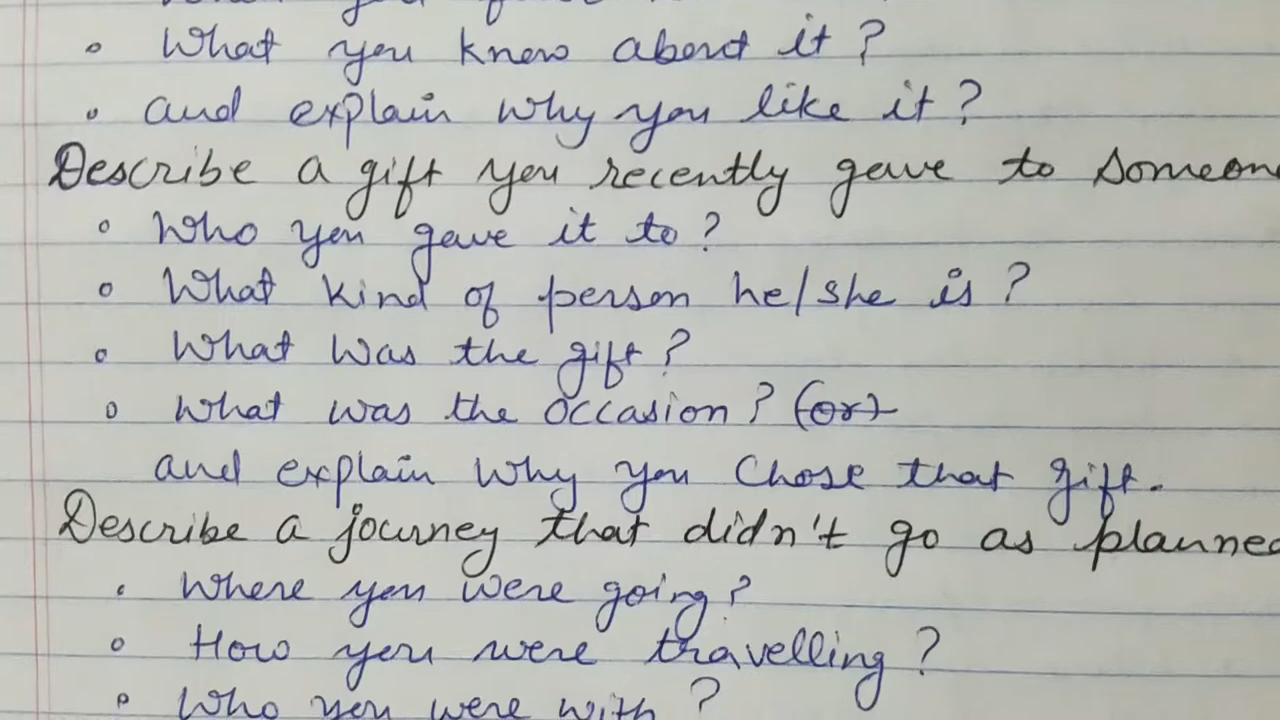 • What you know about it?
• and explain why you like it?
Describe a gift you recently gave to Someon
• Who you gave it to?
• What kind of person he/she is?
• What was the gift?
• What was the occasion? (or)
and explain why you chose that gift.
Describe a journey that didn't go as planned
• Where you were going?
• How you were travelling?
• Who you were with?